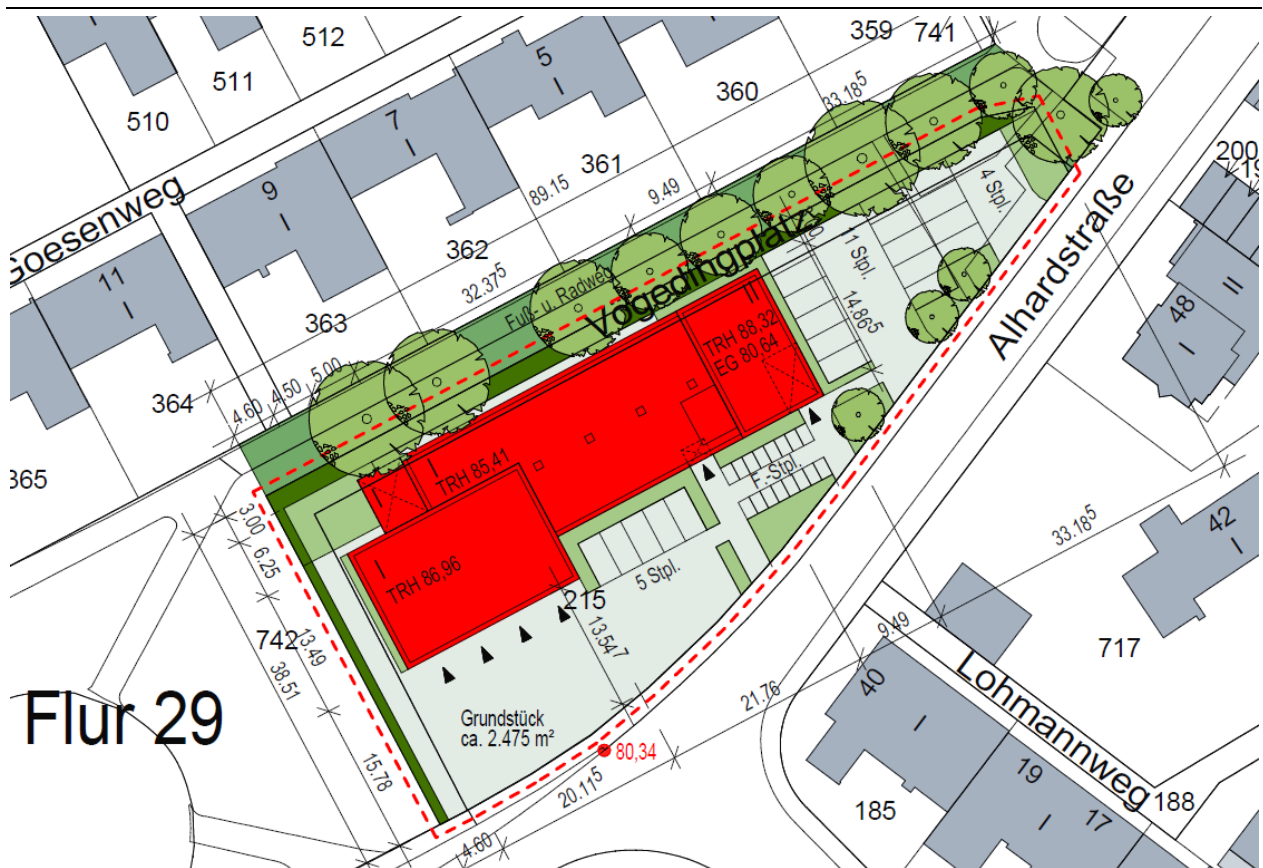 512
359
741
511
5
I
510
7
I
360
33.18⁵
200
9
I
361
89.15
9.49
4 Stpl.
Goesenweg
362
Vogedingplatz
11 Stpl.
Alhardstraße
11
I
363
32.37⁵
Fuß- u. Radweg
II
14.86⁵
48
I
II
TRH 88,32
EG 80,64
364
4.60
4.50
5.00
365
I
I
TRH 85,41
F.-Stpl.
3.00
6.25
33.18⁵
42
I
I
TRH 86,96
5 Stpl.
215
742
13.49
38.51
13.54⁷
9.49
717
Flur 29
Grundstück
ca. 2.475 m²
21.76
40
I
Lohmannweg
80,34
15.78
20.11⁵
19
I
17
188
185
4.60